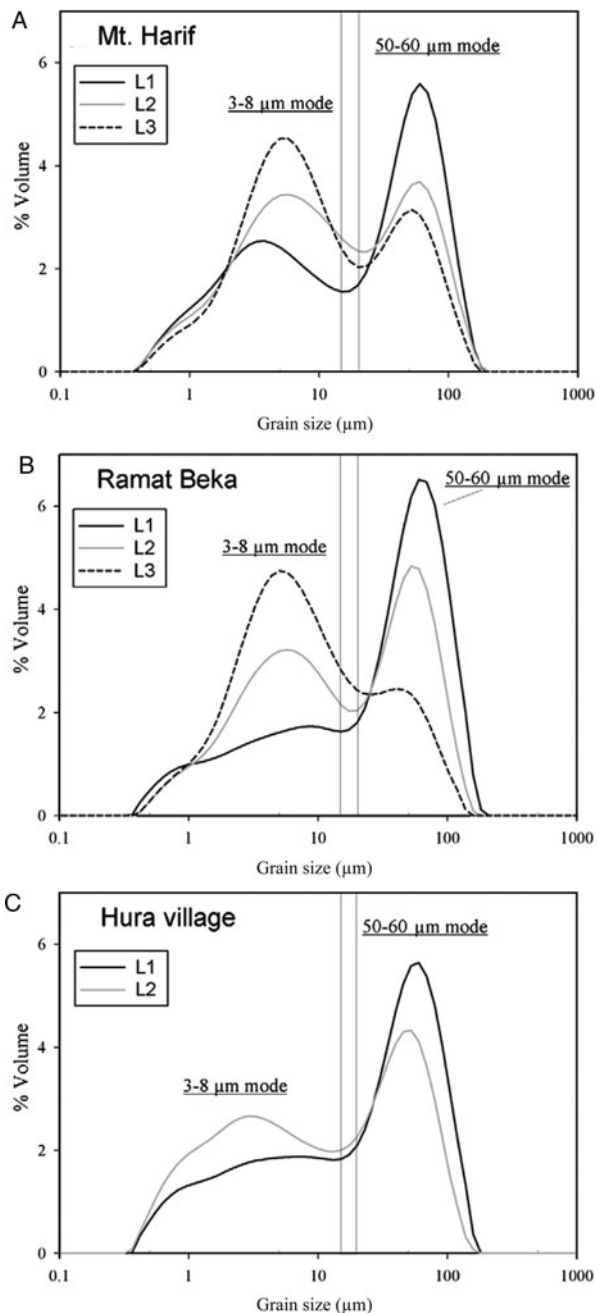 A
Mt. Harif
50-60 µm mode
3-8 µm mode
L1
L2
L3
6
4
2
0
% Volume
0.1 1 10 100 1000
Grain size (µm)
B
Ramat Beka
50-60 µm mode
3-8 µm mode
L1
L2
L3
6
4
2
0
% Volume
0.1 1 10 100 1000
Grain size (µm)
C
Hura village
50-60 µm mode
L1
L2
3-8 µm mode
6
4
2
0
% Volume
0.1 1 10 100 1000
Grain size (µm)